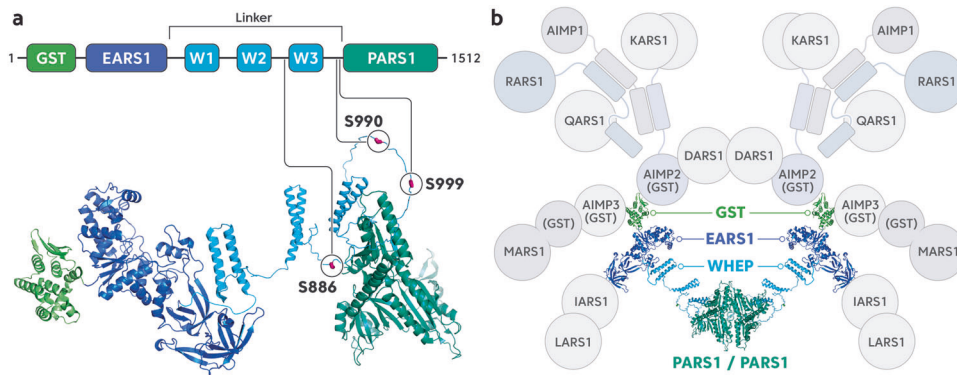 a
Linker
1 GST EARS1 W1 W2 W3 PARS1 1512
S990
S999
S886
b
AIMP1 KARS1 KARS1 AIMP1
RARS1 RARS1
QARS1 QARS1
DARS1 DARS1
AIMP2
(GST)
AIMP2
(GST)
AIMP3
(GST)
GST
AIMP3
(GST)
(GST) (GST)
MARS1 EARS1 MARS1
WHEP
IARS1 IARS1
LARS1 LARS1
PARS1 / PARS1